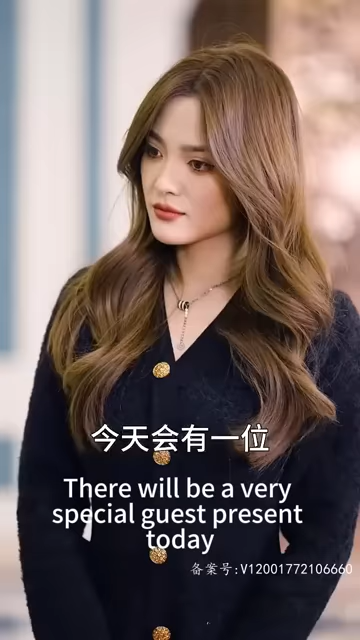 今天会有一位
There will be a very
special guest present
today
备案号:V12001772106660